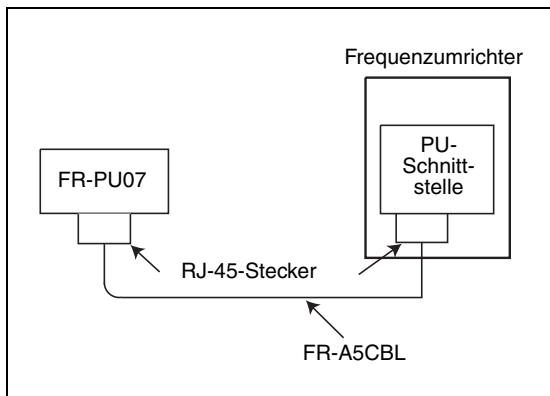 Frequenzumrichter
PU-
Schnitt-
stelle
FR-PU07
RJ-45-Stecker
FR-A5CBL